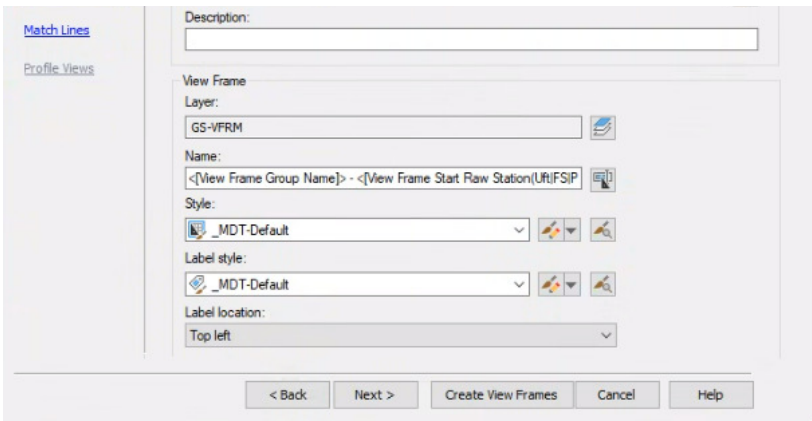 Match Lines
Profile Views
Description:
View Frame
Layer:
GS-VFRM
Name:
<[View Frame Group Name]> - <[View Frame Start Raw Station(Uft|FS|P
Style:
_MDT-Default
Label style:
_MDT-Default
Label location:
Top left
< Back Next > Create View Frames Cancel Help